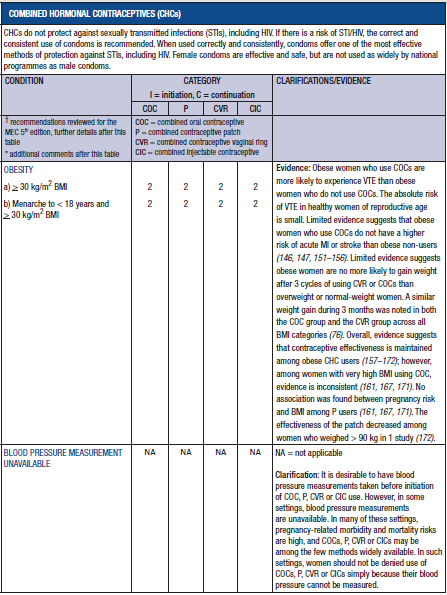 COMBINED HORMONAL CONTRACEPTIVES (CHCs)
CHCs do not protect against sexually transmitted infections (STIs), including HIV. If there is a risk of STI/HIV, the correct and
consistent use of condoms is recommended. When used correctly and consistently, condoms offer one of the most effective
methods of protection against STIs, including HIV. Female condoms are effective and safe, but are not used as widely by national
programmes as male condoms.
CONDITION
CATEGORY
I = initiation, C = continuation
COC P CVR CIC
CLARIFICATIONS/EVIDENCE
† recommendations reviewed for the
MEC 5th edition, further details after this
table
* additional comments after this table
COC = combined oral contraceptive
P = combined contraceptive patch
CVR = combined contraceptive vaginal ring
CIC = combined injectable contraceptive
OBESITY
a) ≥ 30 kg/m² BMI 2 2 2 2
b) Menarche to < 18 years and 2 2 2 2
≥ 30 kg/m² BMI
Evidence: Obese women who use COCs are
more likely to experience VTE than obese
women who do not use COCs. The absolute risk
of VTE in healthy women of reproductive age
is small. Limited evidence suggests that obese
women who use COCs do not have a higher
risk of acute MI or stroke than obese non-users
(146, 147, 151–156). Limited evidence suggests
obese women are no more likely to gain weight
after 3 cycles of using CVR or COCs than
overweight or normal-weight women. A similar
weight gain during 3 months was noted in both
the COC group and the CVR group across all
BMI categories (76). Overall, evidence suggests
that contraceptive effectiveness is maintained
among obese CHC users (157–172); however,
among women with very high BMI using COC,
evidence is inconsistent (161, 167, 171). No
association was found between pregnancy risk
and BMI among P users (161, 167, 171). The
effectiveness of the patch decreased among
women who weighed > 90 kg in 1 study (172).
BLOOD PRESSURE MEASUREMENT NA NA NA NA
UNAVAILABLE
NA = not applicable
Clarification: It is desirable to have blood
pressure measurements taken before initiation
of COC, P, CVR or CIC use. However, in some
settings, blood pressure measurements
are unavailable. In many of these settings,
pregnancy-related morbidity and mortality risks
are high, and COCs, P, CVR or CICs may be
among the few methods widely available. In such
settings, women should not be denied use of
COCs, P, CVR or CICs simply because their blood
pressure cannot be measured.